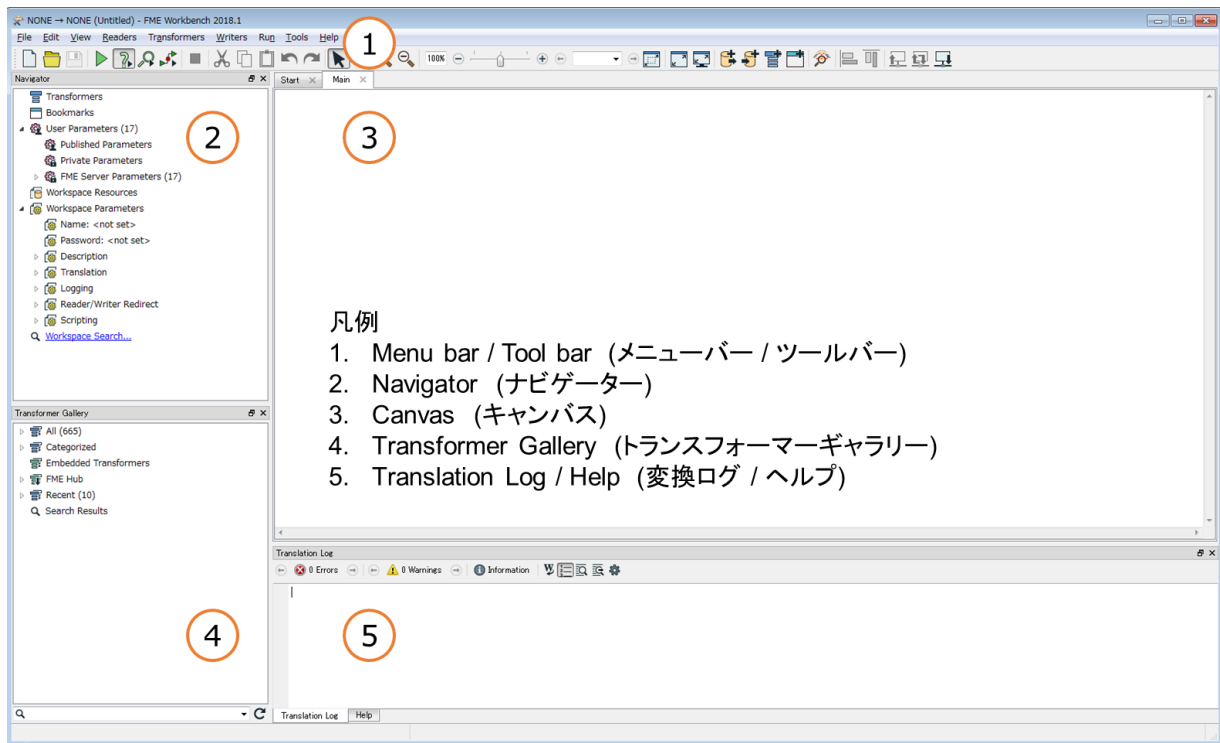 NONE → NONE (Untitled) - FME Workbench 2018.1
File Edit View Readers Transformers Writers Run Tools Help
1
100%
Navigator
Start
Main
Transformers
Bookmarks
User Parameters (17)
Published Parameters
Private Parameters
FME Server Parameters (17)
Workspace Resources
Workspace Parameters
Name: <not set>
Password: <not set>
Description
Translation
Logging
Reader/Writer Redirect
Scripting
Workspace Search...
2
3
凡例
1. Menu bar / Tool bar (メニューバー / ツールバー)
2. Navigator (ナビゲーター)
3. Canvas (キャンバス)
4. Transformer Gallery (トランスフォーマーギャラリー)
5. Translation Log / Help (変換ログ / ヘルプ)
Transformer Gallery
All (665)
Categorized
Embedded Transformers
FME Hub
Recent (10)
Search Results
4
Translation Log
0 Errors
0 Warnings
Information
5
Translation Log
Help